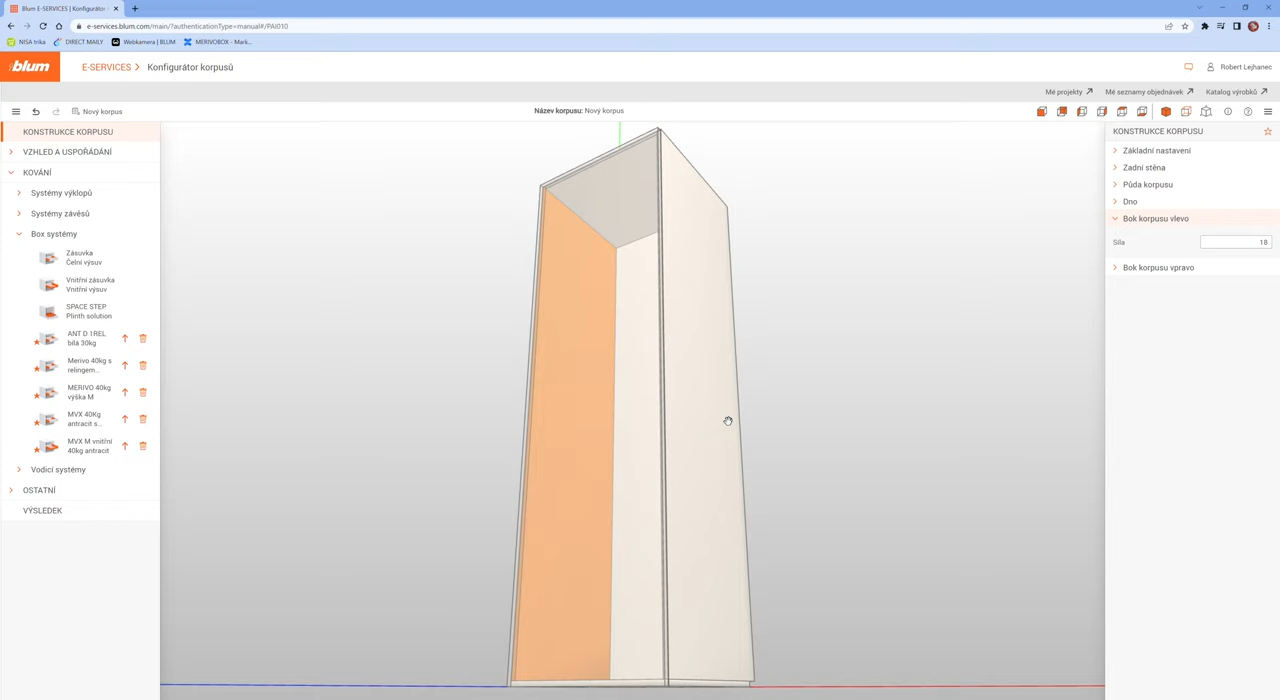 Blum E-SERVICES | Konfigurátor
e-services.blum.com/main/?authenticationType=manual#/PAI010
NISA trika
DIRECT MAILY
Webkamera | BLUM
MERIVOBOX - Mark...
blum
E-SERVICES
Konfigurátor korpusů
Robert Lejhanec
Mé projekty
Mé seznamy objednávek
Katalog výrobků
Nový korpus
Název korpusu: Nový korpus
KONSTRUKCE KORPUSU
VZHLED A USPOŘÁDÁNÍ
KOVÁNÍ
Systémy výklopů
Systémy závěsů
Box systémy
Zásuvka
Čelní výsuv
Vnitřní zásuvka
Vnitřní výsuv
SPACE STEP
Plinth solution
ANT D 1REL
bílá 30kg
Merivo 40kg s
relingem...
MERIVO 40kg
výška M
MVX 40Kg
antracit s...
MVX M vnitřní
40kg antracit
Vodicí systémy
OSTATNÍ
VÝSLEDEK
KONSTRUKCE KORPUSU
Základní nastavení
Zadní stěna
Půda korpusu
Dno
Bok korpusu vlevo
Síla
18
Bok korpusu vpravo